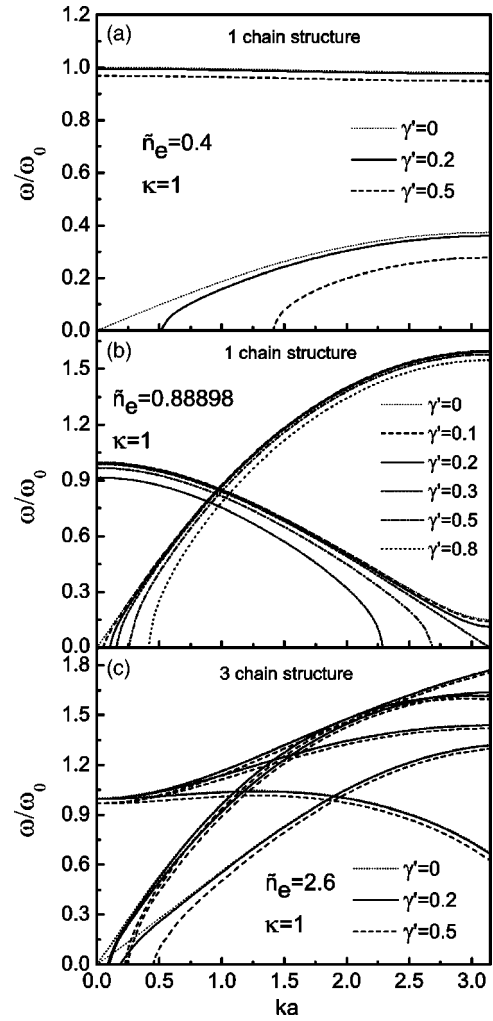 (a)
1 chain structure
1.0
0.8
0.6
0.4
0.2
0.0
ω/ω₀
ñₑ=0.4
κ=1
γ'=0
γ'=0.2
γ'=0.5
(b)
1 chain structure
1.5
1.2
0.9
0.6
0.3
0.0
ω/ω₀
ñₑ=0.88898
κ=1
γ'=0
γ'=0.1
γ'=0.2
γ'=0.3
γ'=0.5
γ'=0.8
(c)
3 chain structure
1.8
1.5
1.2
0.9
0.6
0.3
0.0
ω/ω₀
ñₑ=2.6
κ=1
γ'=0
γ'=0.2
γ'=0.5
0.0 0.5 1.0 1.5 2.0 2.5 3.0
ka